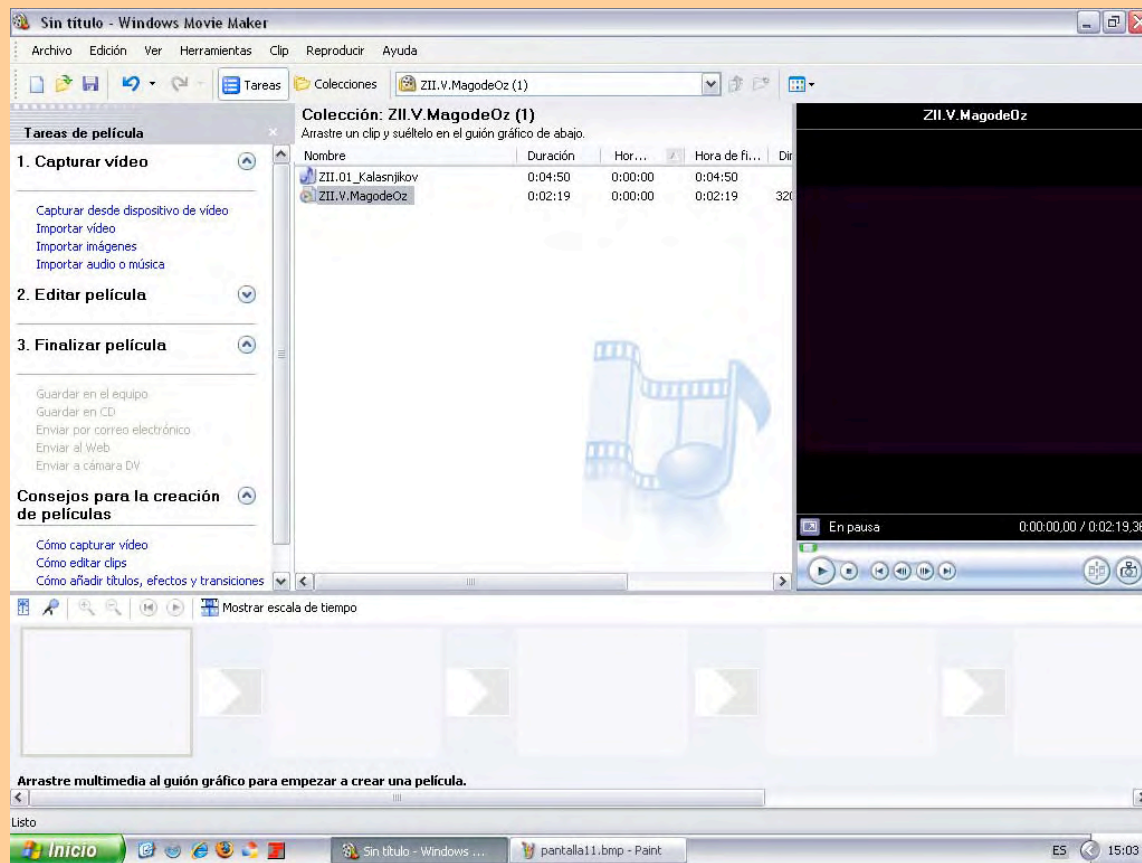 Sin título - Windows Movie Maker
Archivo Edición Ver Herramientas Clip Reproducir Ayuda
Tareas Colecciones ZII.V.MagodeOz (1)
Tareas de película
1. Capturar vídeo
Capturar desde dispositivo de vídeo
Importar vídeo
Importar imágenes
Importar audio o música
2. Editar película
3. Finalizar película
Guardar en el equipo
Guardar en CD
Enviar por correo electrónico
Enviar al Web
Enviar a cámara DV
Consejos para la creación
de películas
Cómo capturar vídeo
Cómo editar clips
Cómo añadir títulos, efectos y transiciones
Colección: ZII.V.MagodeOz (1)
Arrastre un clip y suéltelo en el guión gráfico de abajo.
Nombre Duración Hor... Hora de fi... Dir
ZII.01_Kalasnjikov 0:04:50 0:00:00 0:04:50
ZII.V.MagodeOz 0:02:19 0:00:00 0:02:19 320
ZII.V.MagodeOz
En pausa 0:00:00,00 / 0:02:19,36
Mostrar escala de tiempo
Arrastre multimedia al guión gráfico para empezar a crear una película.
Listo
Inicio Sin título - Windows ... pantalla11.bmp - Paint ES 15:03